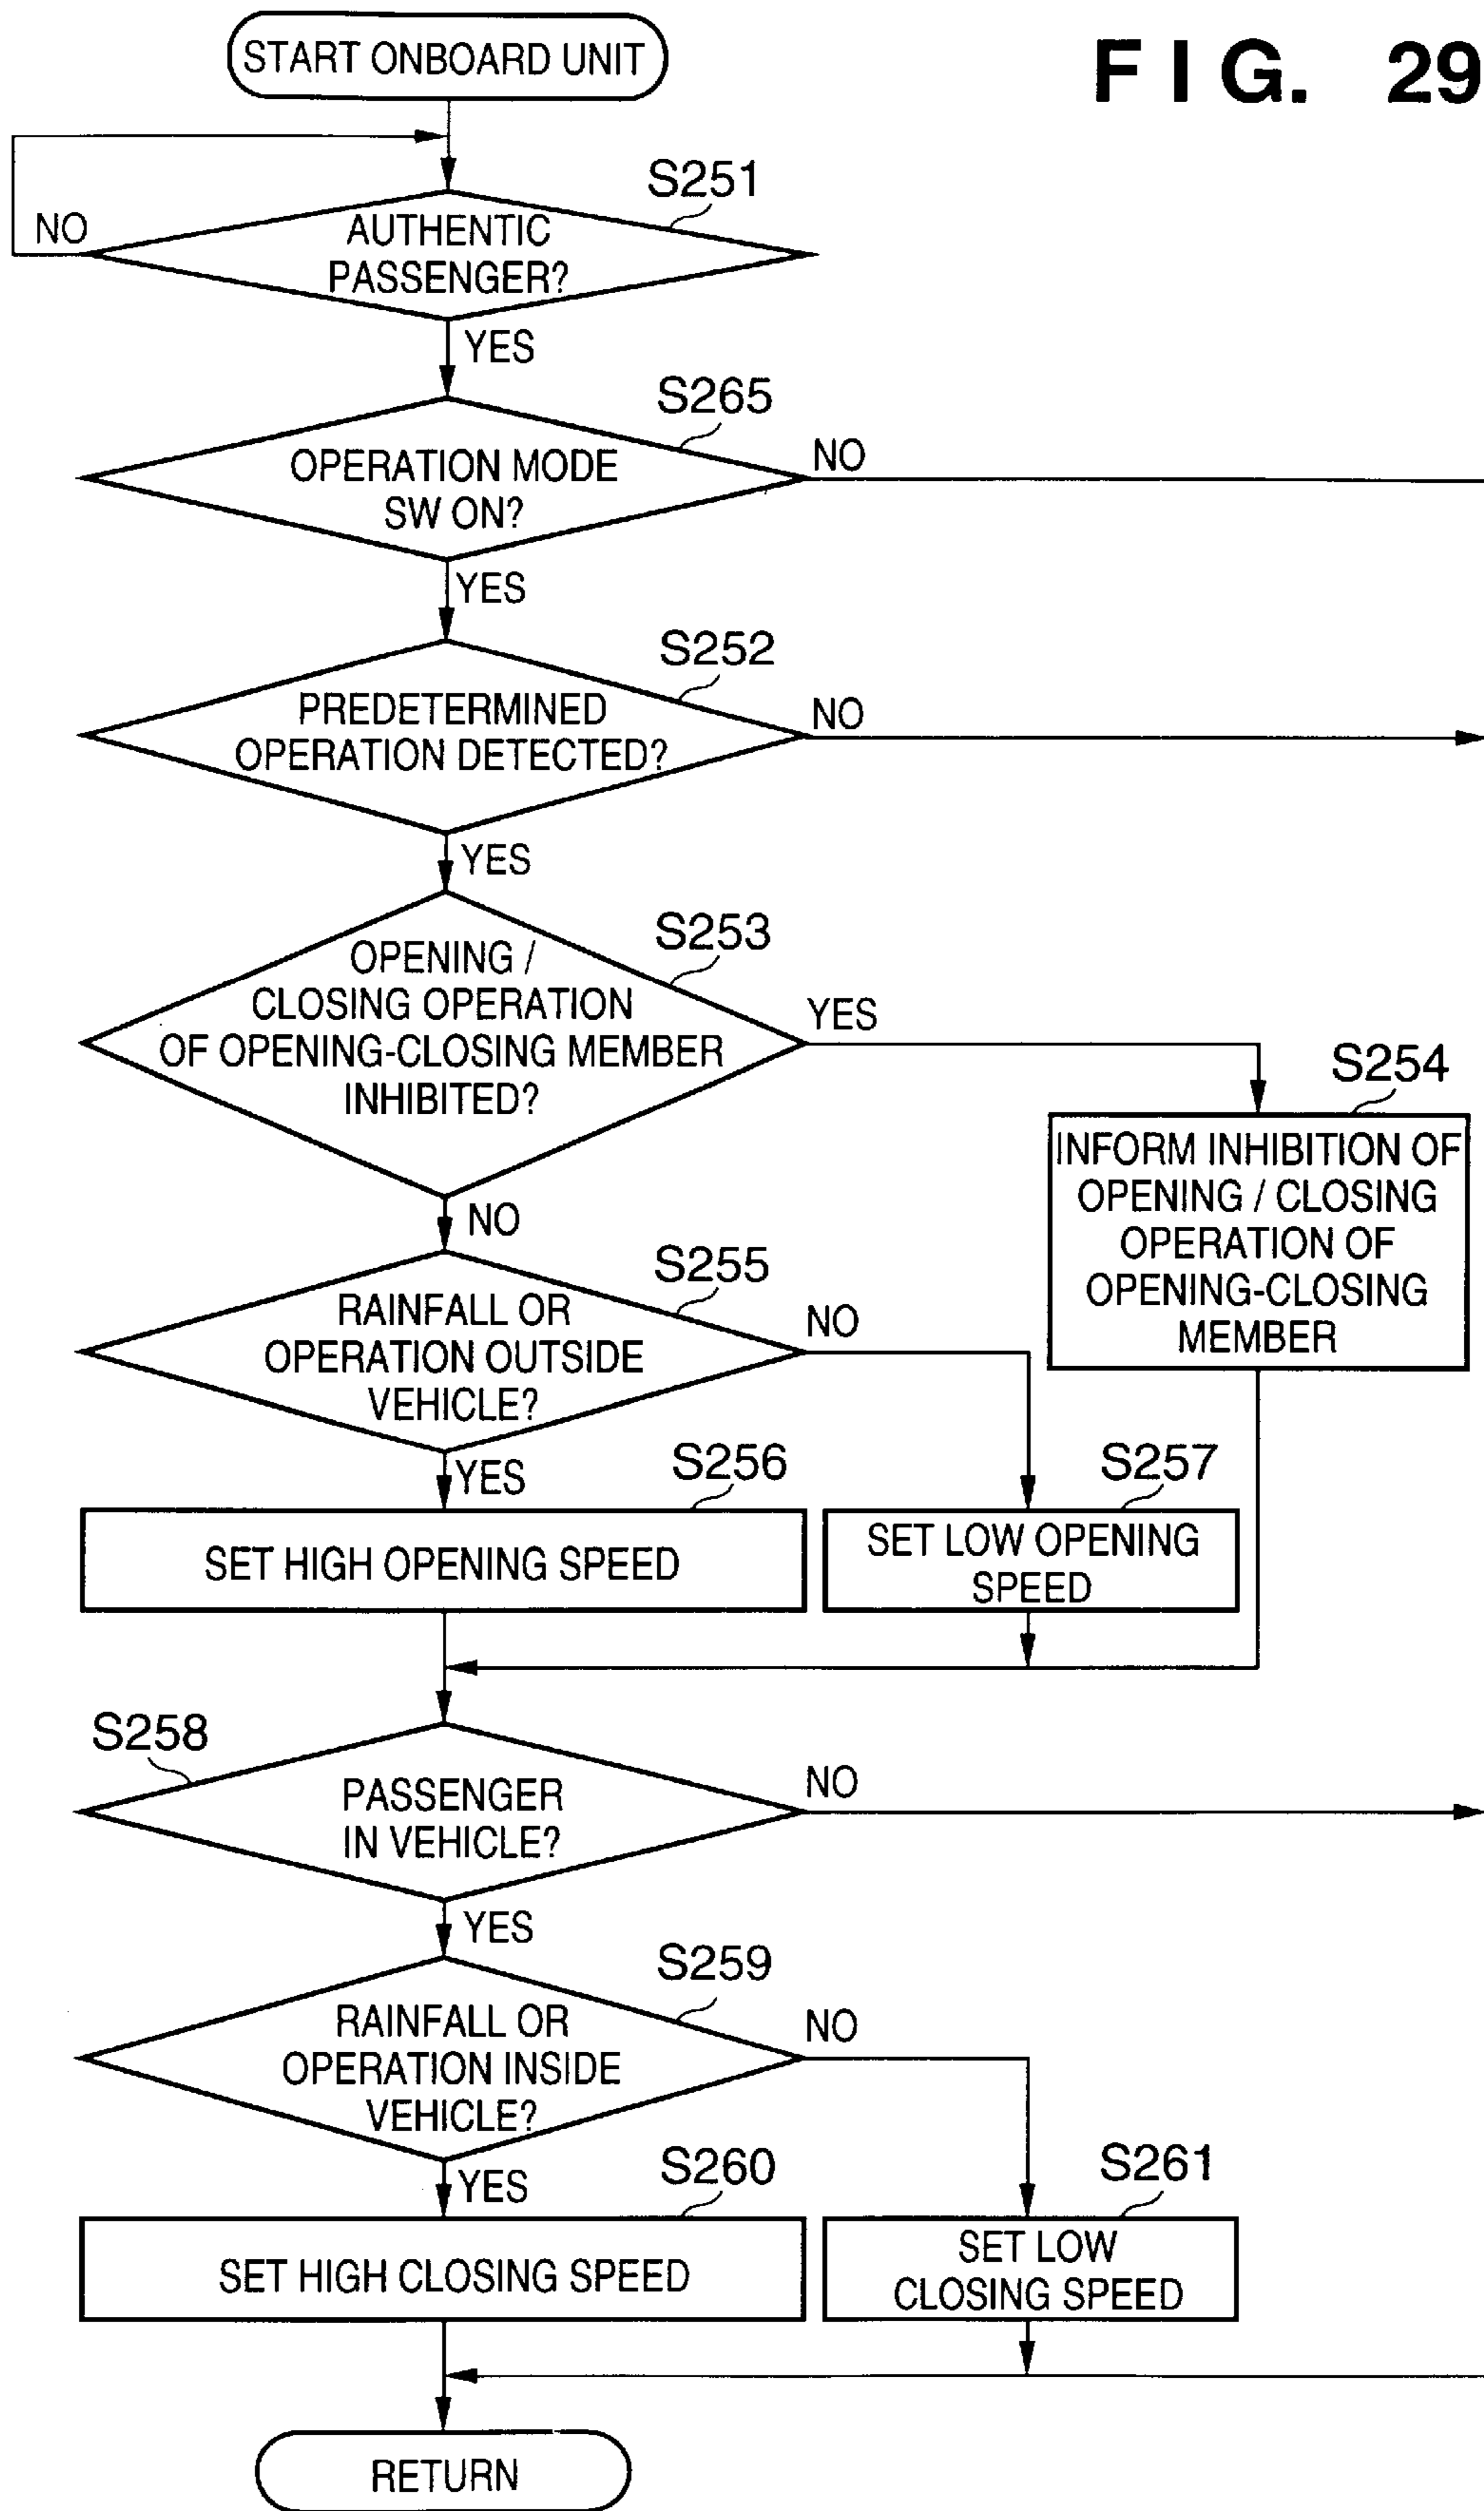 START ONBOARD UNIT
FIG. 29
S251
NO
AUTHENTIC
PASSENGER?
YES
S265
OPERATION MODE
SW ON?
NO
YES
S252
PREDETERMINED
OPERATION DETECTED?
NO
YES
S253
OPENING /
CLOSING OPERATION
OF OPENING-CLOSING MEMBER
INHIBITED?
YES
S254
INFORM INHIBITION OF
OPENING / CLOSING
OPERATION OF
OPENING-CLOSING
MEMBER
NO
S255
RAINFALL OR
OPERATION OUTSIDE
VEHICLE?
NO
YES
S256
SET HIGH OPENING SPEED
S257
SET LOW OPENING
SPEED
S258
PASSENGER
IN VEHICLE?
NO
YES
S259
RAINFALL OR
OPERATION INSIDE
VEHICLE?
NO
YES
S260
SET HIGH CLOSING SPEED
S261
SET LOW
CLOSING SPEED
RETURN